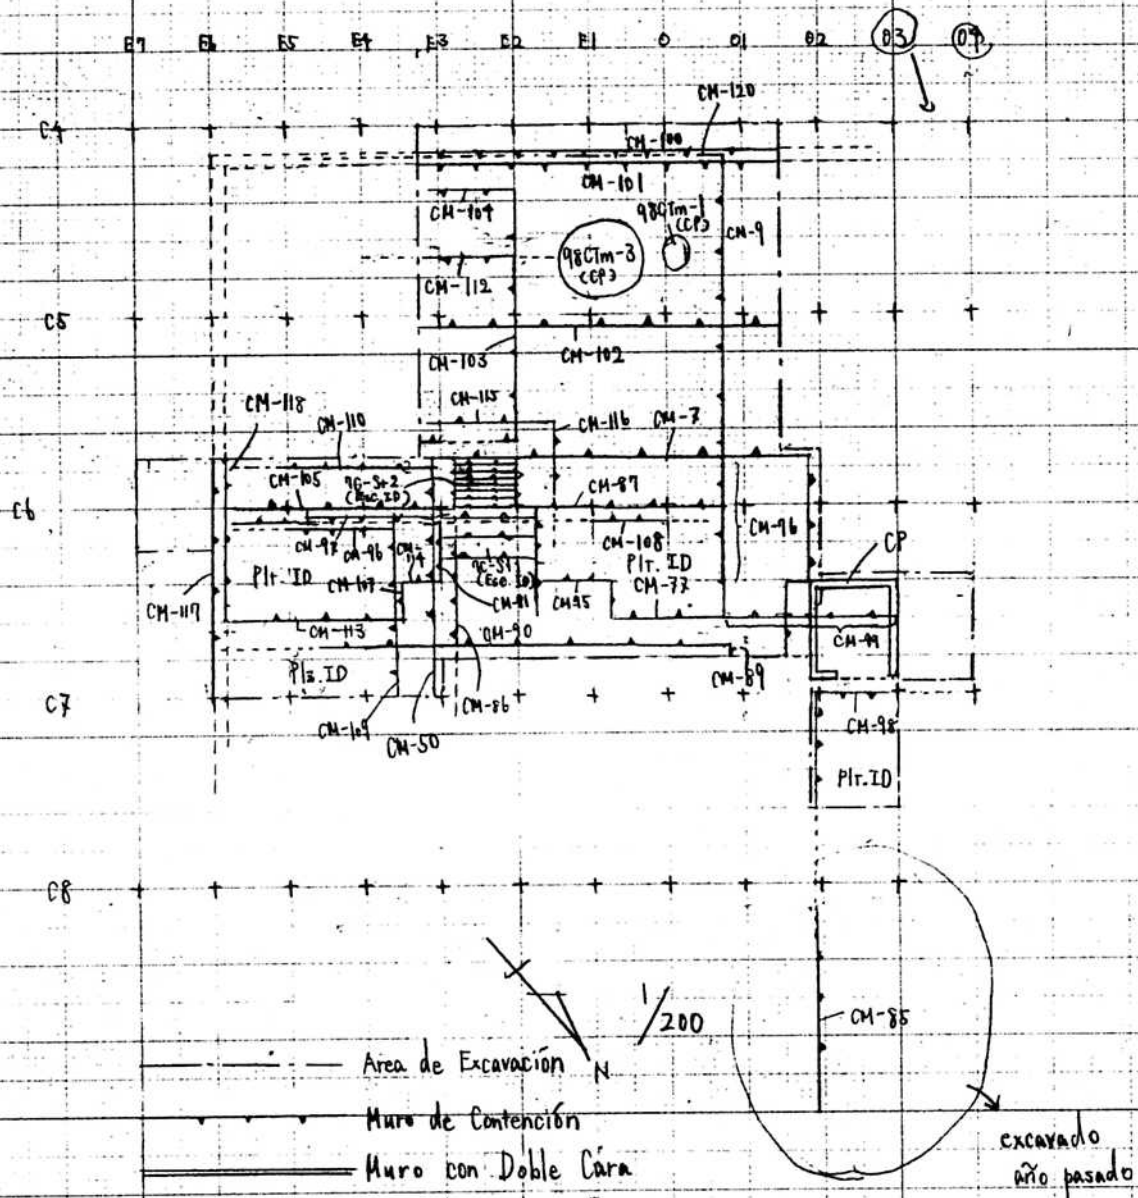 E7 E6 E5 E4 E3 E2 E1 0 01 02 03 04
CM-120
C4
CM-100
CM-101
CM-104
98CTm-1
(CP)
CM-9
98CTm-3
(CP)
CM-112
C5
CM-103
CM-102
CM-115
CM-118
CM-110
CM-116
CM-7
CM-105
(Esc. ID)
CM-87
C6
CM-97
CM-96
CM-108
CM-96
CP
Plt. ID
Plt. ID
CM-107
CM-77
CM-117
CM-91
CM-95
CM-113
CM-90
CM-99
Plt. ID
CM-89
C7
CM-86
CM-109
CM-50
CM-98
Plt. ID
C8
1/200
CM-85
Area de Excavación
N
Muro de Contención
Muro con Doble Cara
excavado
año pasado